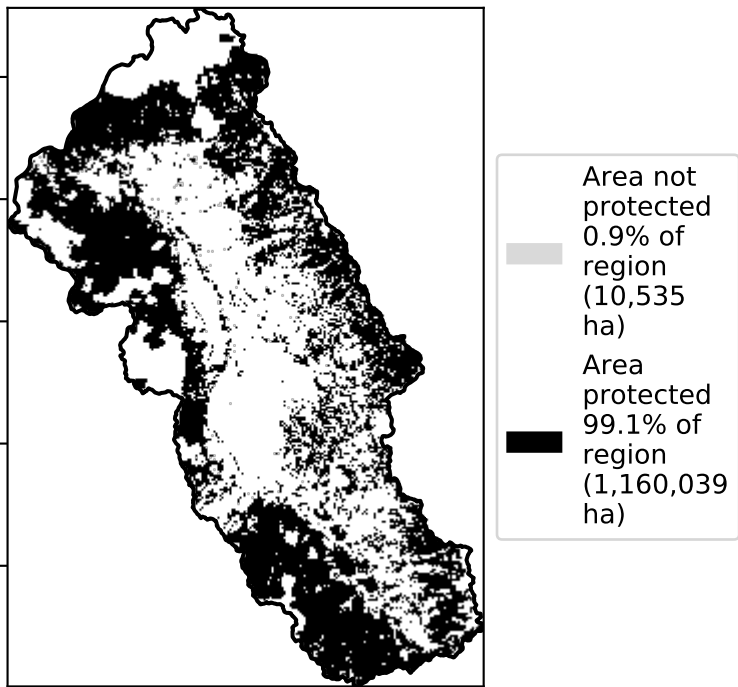 Area not
protected
0.9% of
region
(10,535
ha)
Area
protected
99.1% of
region
(1,160,039
ha)